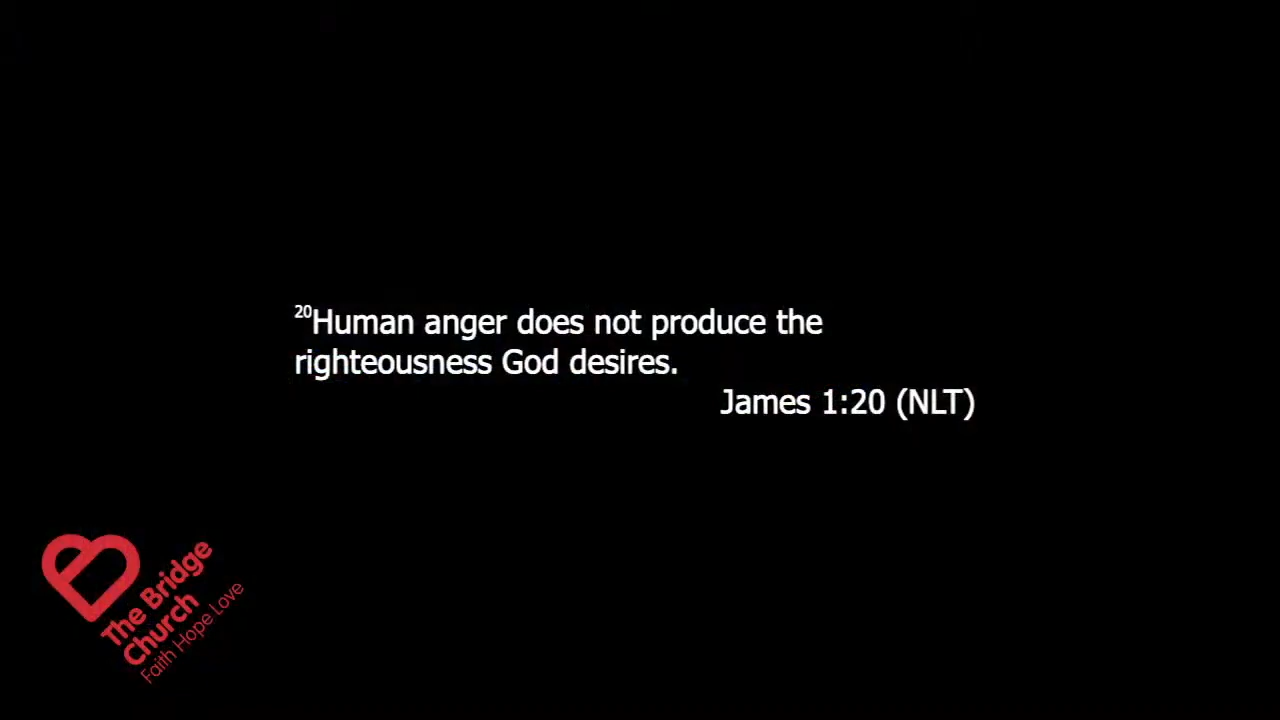 ²⁰Human anger does not produce the
righteousness God desires.
James 1:20 (NLT)
The Bridge
Church
Faith Hope Love